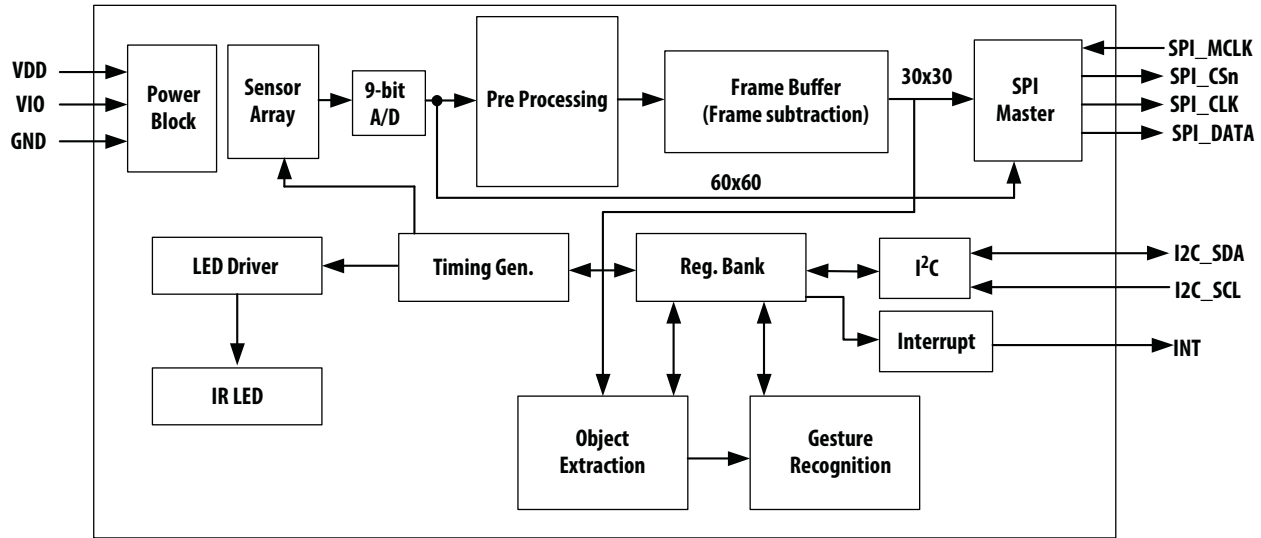 VDD
VIO
GND
Power
Block
Sensor
Array
9-bit
A/D
Pre Processing
Frame Buffer
(Frame subtraction)
30x30
SPI
Master
SPI_MCLK
SPI_CSn
SPI_CLK
SPI_DATA
60x60
LED Driver
Timing Gen.
Reg. Bank
I²C
I2C_SDA
I2C_SCL
Interrupt
INT
IR LED
Object
Extraction
Gesture
Recognition